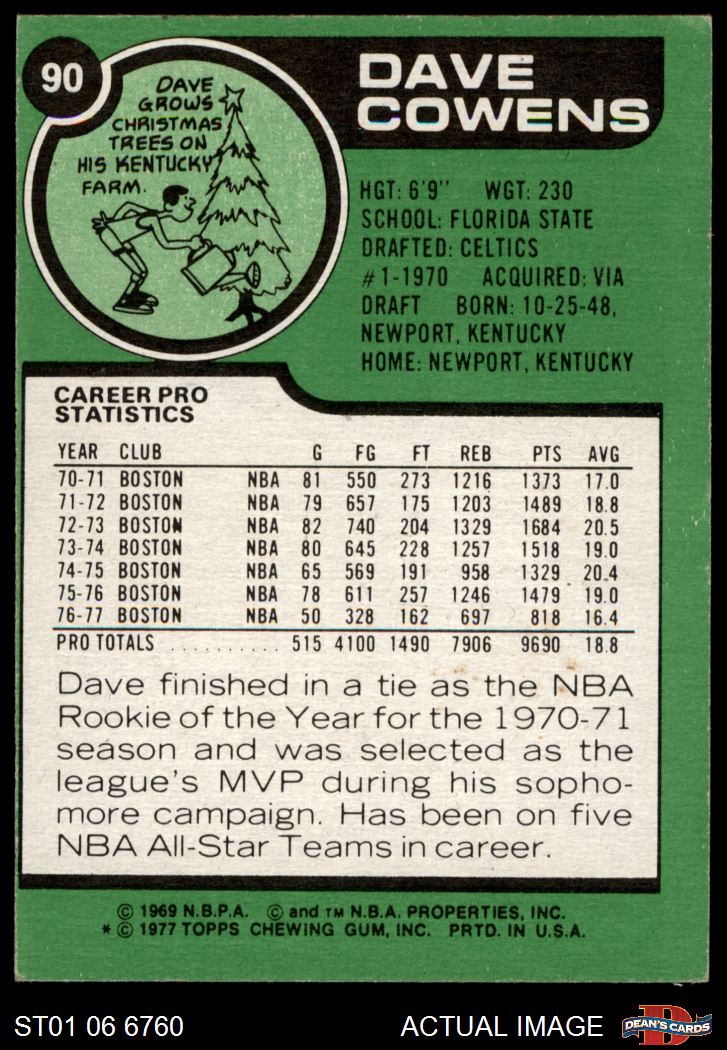 90
DAVE
GROWS
CHRISTMAS
TREES ON
HIS KENTUCKY
FARM.
DAVE
COWENS
HGT: 6'9" WGT: 230
SCHOOL: FLORIDA STATE
DRAFTED: CELTICS
#1-1970 ACQUIRED: VIA
DRAFT BORN: 10-25-48,
NEWPORT, KENTUCKY
HOME: NEWPORT, KENTUCKY
CAREER PRO
STATISTICS
YEAR CLUB G FG FT REB PTS AVG
70-71 BOSTON NBA 81 550 273 1216 1373 17.0
71-72 BOSTON NBA 79 657 175 1203 1489 18.8
72-73 BOSTON NBA 82 740 204 1329 1684 20.5
73-74 BOSTON NBA 80 645 228 1257 1518 19.0
74-75 BOSTON NBA 65 569 191 958 1329 20.4
75-76 BOSTON NBA 78 611 257 1246 1479 19.0
76-77 BOSTON NBA 50 328 162 697 818 16.4
PRO TOTALS .......... 515 4100 1490 7906 9690 18.8
Dave finished in a tie as the NBA
Rookie of the Year for the 1970-71
season and was selected as the
league's MVP during his sopho-
more campaign. Has been on five
NBA All-Star Teams in career.
© 1969 N.B.P.A. © and TM N.B.A. PROPERTIES, INC.
* © 1977 TOPPS CHEWING GUM, INC. PRTD. IN U.S.A.
ST01 06 6760
ACTUAL IMAGE
D
DEAN'S CARDS